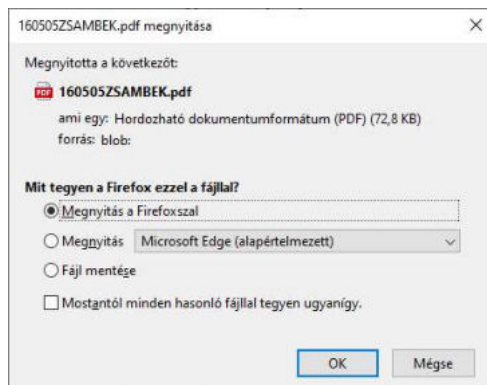 160505ZSAMBEK.pdf megnyitása
Megnyitotta a következőt:
160505ZSAMBEK.pdf
ami egy: Hordozható dokumentumformátum (PDF) (72,8 KB)
forrás: blob:
Mit tegyen a Firefox ezzel a fájllal?
Megnyitás a Firefoxszal
Megnyitás Microsoft Edge (alapértelmezett)
Fájl mentése
Mostantól minden hasonló fájllal tegyen ugyanígy.
OK Mégse